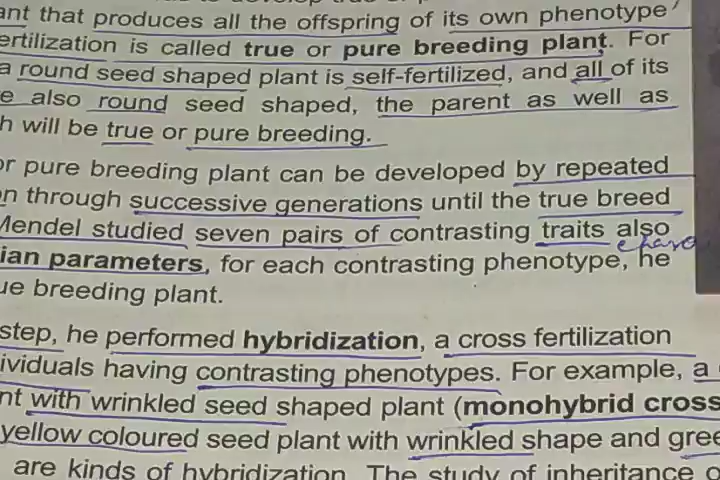 ant that produces all the offspring of its own phenotype
ertilization is called true or pure breeding plant. For
a round seed shaped plant is self-fertilized, and all of its
e also round seed shaped, the parent as well as
h will be true or pure breeding.
or pure breeding plant can be developed by repeated
on through successive generations until the true breed
Mendel studied seven pairs of contrasting traits also
ian parameters, for each contrasting phenotype, he
ue breeding plant.
step, he performed hybridization, a cross fertilization
ividuals having contrasting phenotypes. For example, a
nt with wrinkled seed shaped plant (monohybrid cross
yellow coloured seed plant with wrinkled shape and gree
are kinds of hybridization. The study of inheritance o